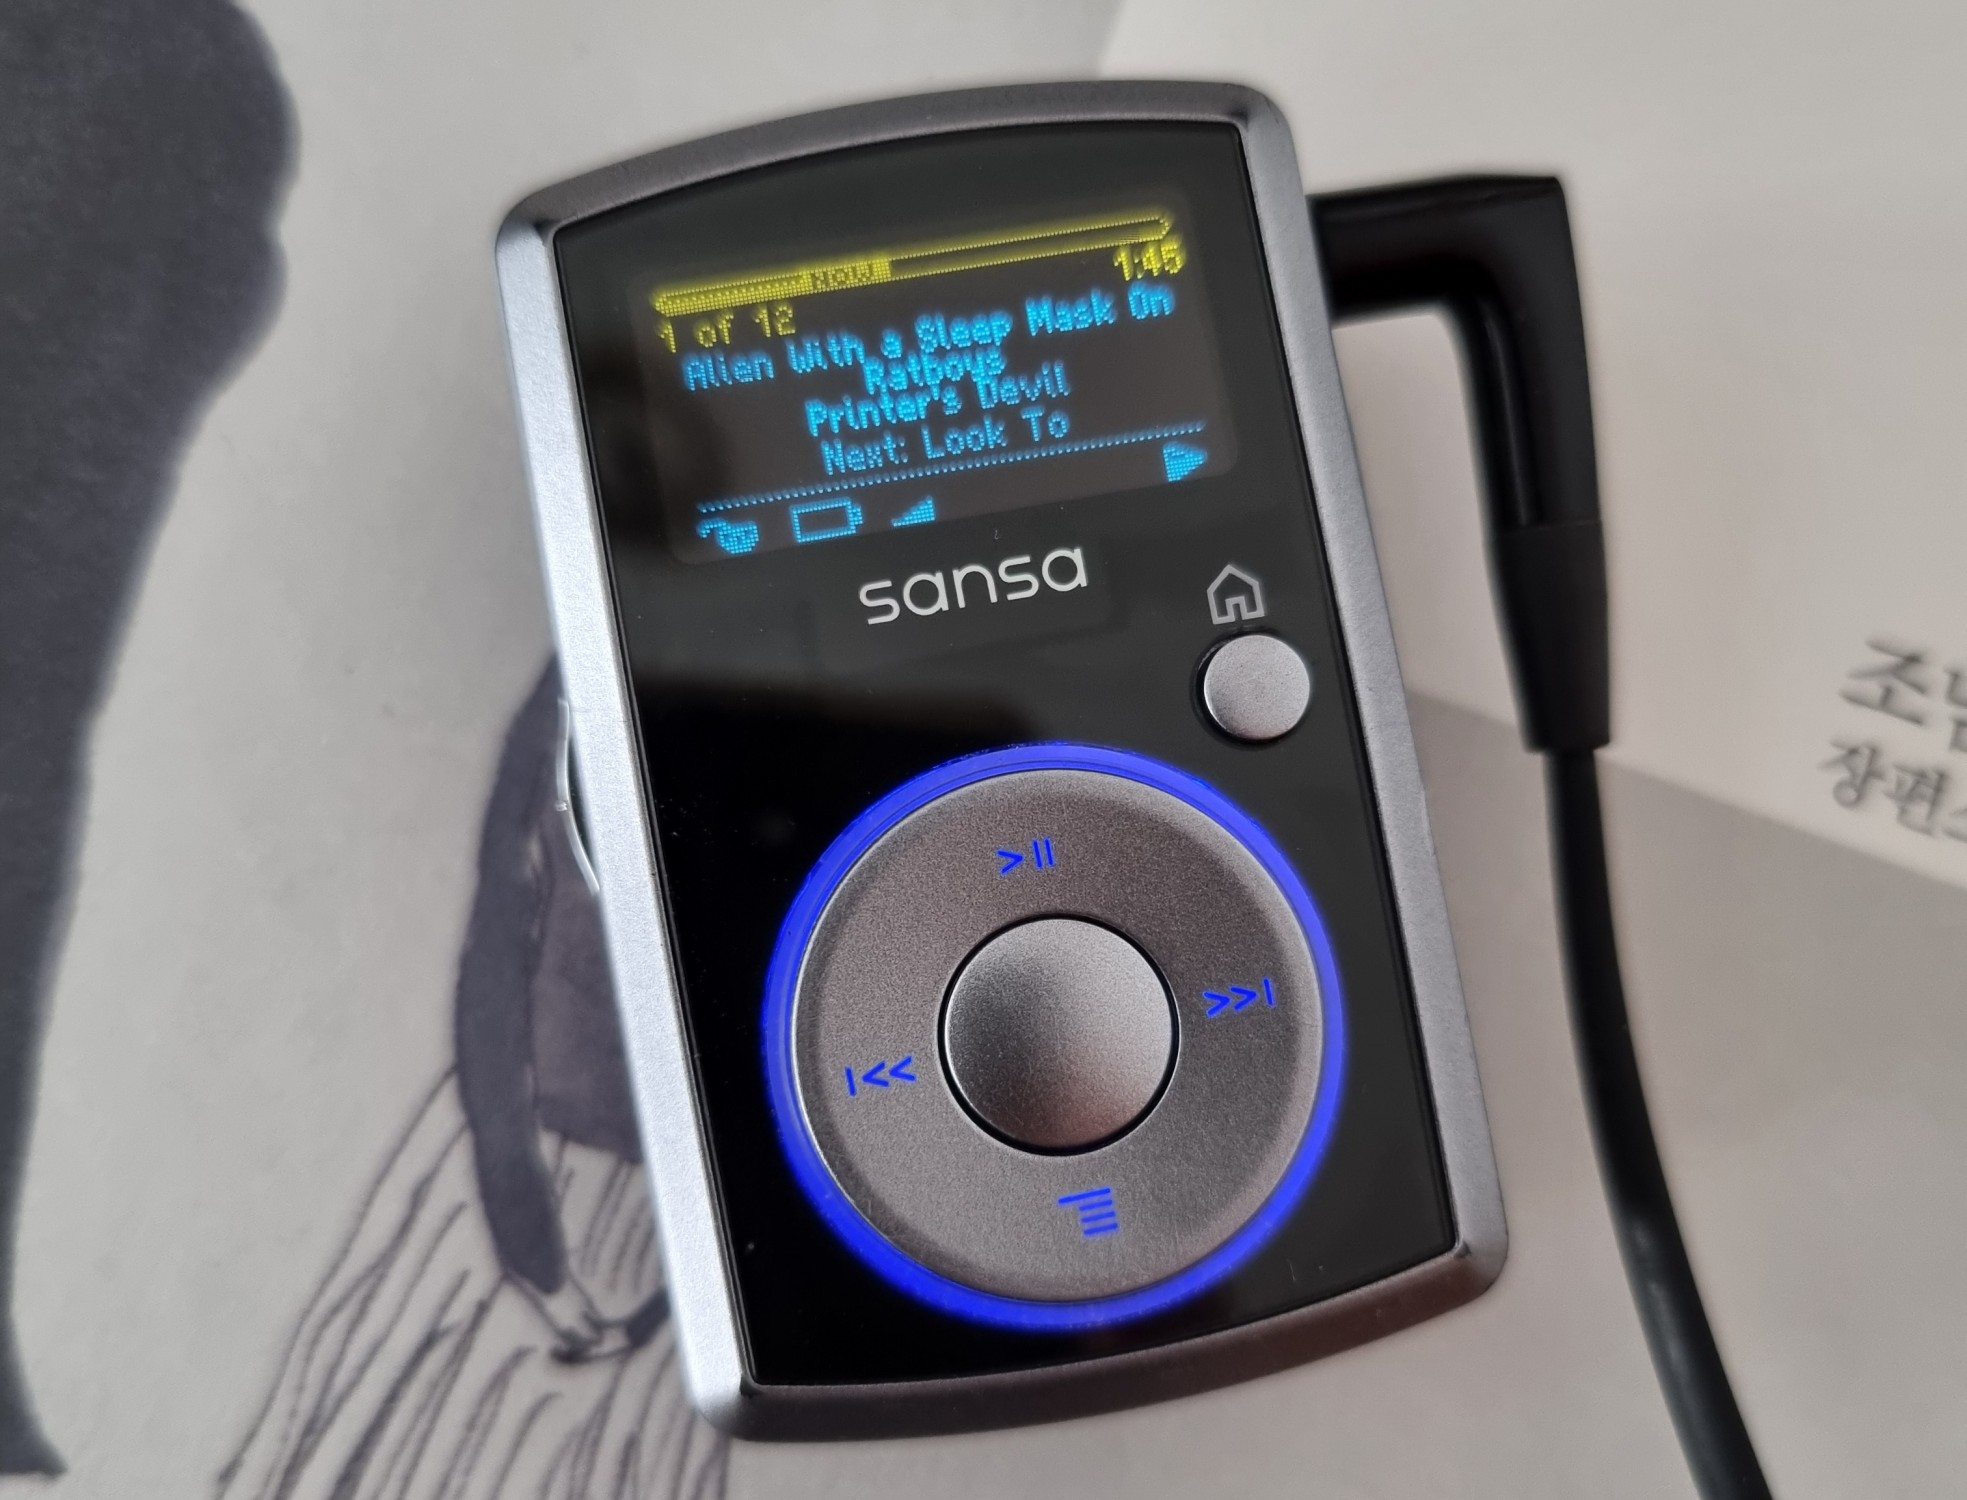 Now
1 of 12 1:45
Alien With a Sleep Mask On
Ratboys
Printer's Devil
Next: Look To
sansa
장편